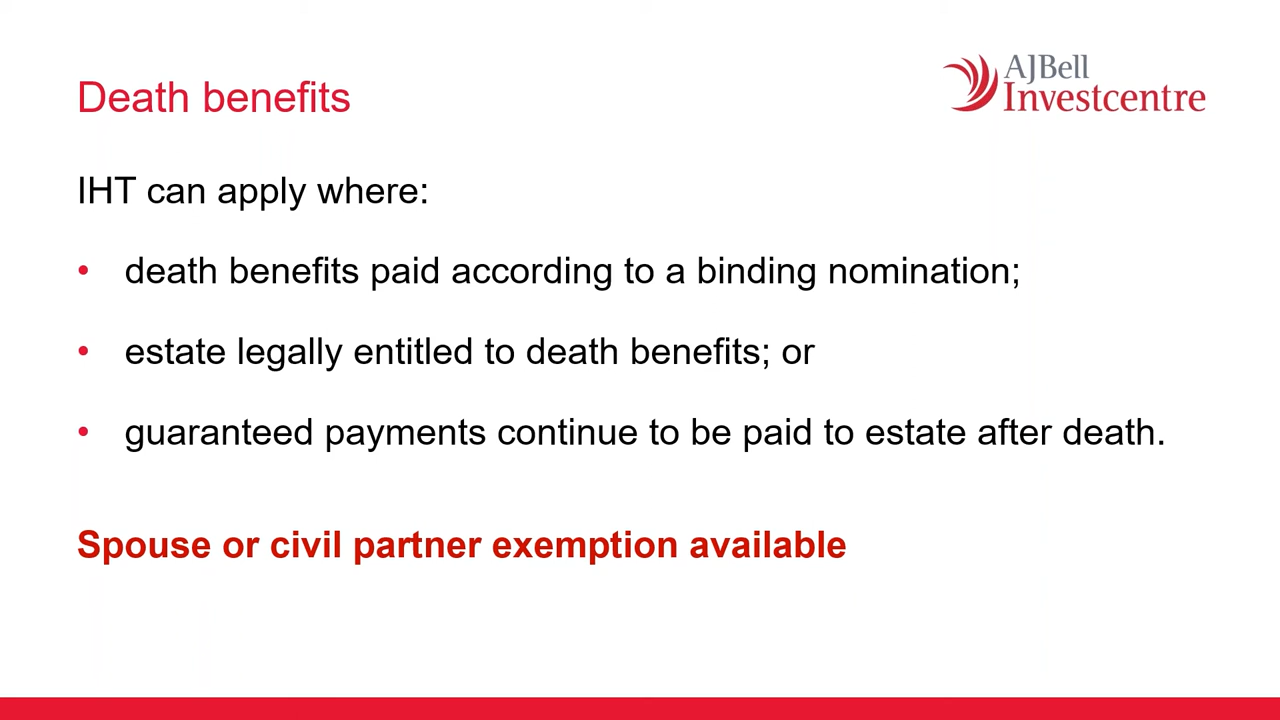 Death benefits
AJBell
Investcentre
IHT can apply where:
• death benefits paid according to a binding nomination;
• estate legally entitled to death benefits; or
• guaranteed payments continue to be paid to estate after death.
Spouse or civil partner exemption available